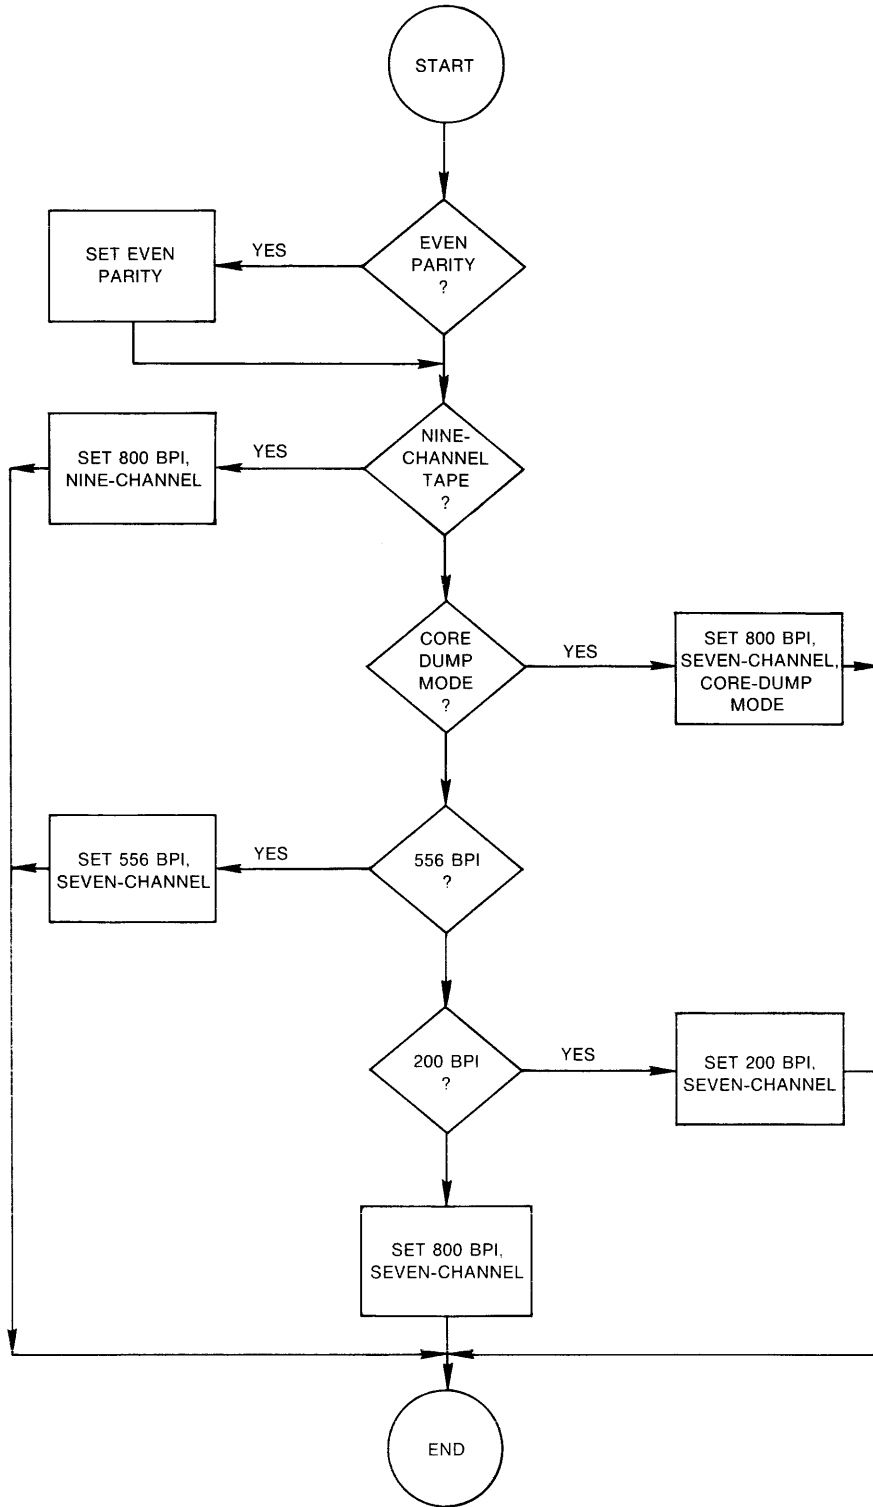 START
EVEN
PARITY
?
YES
SET EVEN
PARITY
NINE-
CHANNEL
TAPE
?
YES
SET 800 BPI,
NINE-CHANNEL
CORE
DUMP
MODE
?
YES
SET 800 BPI,
SEVEN-CHANNEL,
CORE-DUMP
MODE
556 BPI
?
YES
SET 556 BPI,
SEVEN-CHANNEL
200 BPI
?
YES
SET 200 BPI,
SEVEN-CHANNEL
SET 800 BPI,
SEVEN-CHANNEL
END